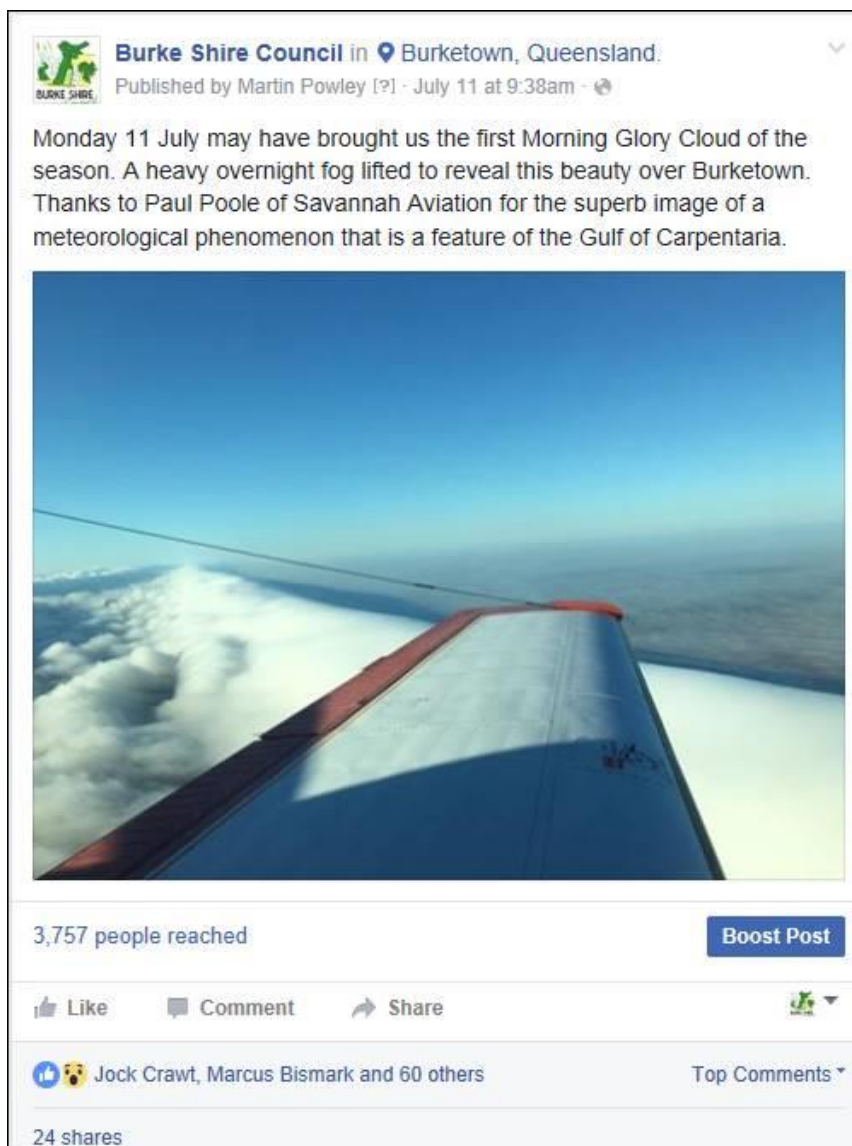 BURKE SHIRE
Burke Shire Council in Burketown, Queensland.
Published by Martin Powley [?] · July 11 at 9:38am ·
Monday 11 July may have brought us the first Morning Glory Cloud of the
season. A heavy overnight fog lifted to reveal this beauty over Burketown.
Thanks to Paul Poole of Savannah Aviation for the superb image of a
meteorological phenomenon that is a feature of the Gulf of Carpentaria.
3,757 people reached
Boost Post
Like Comment Share
Jock Crawt, Marcus Bismark and 60 others
Top Comments
24 shares